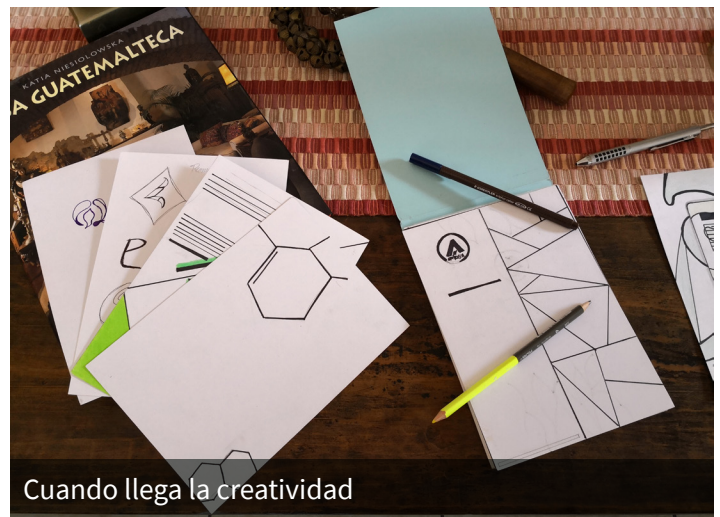 KATIA NIESIOLOWSKA
A GUATEMALTECA
e
A
Cuando llega la creatividad